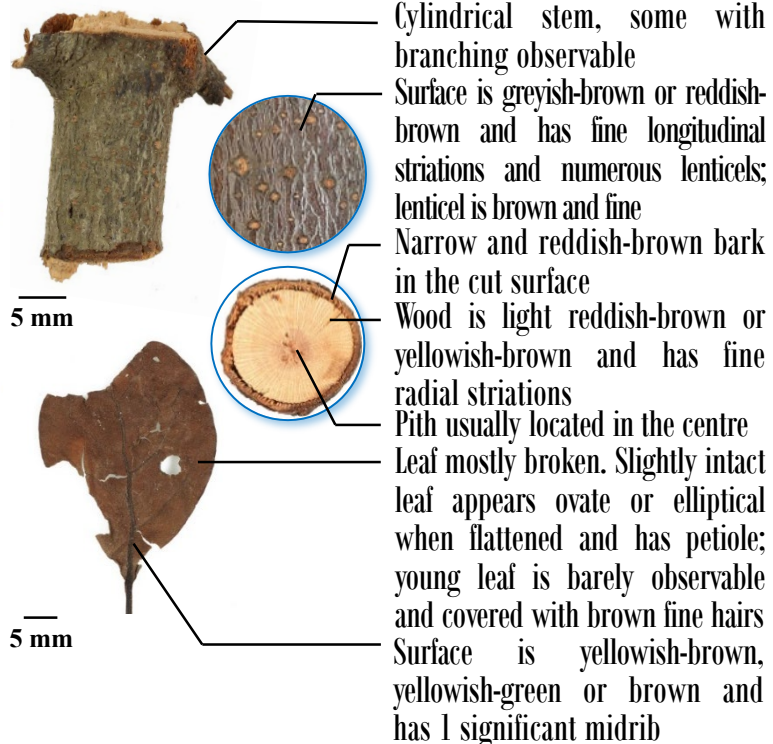 Cylindrical stem, some with
branching observable
Surface is greyish-brown or reddish-
brown and has fine longitudinal
striations and numerous lenticels;
lenticel is brown and fine
Narrow and reddish-brown bark
in the cut surface
5 mm
Wood is light reddish-brown or
yellowish-brown and has fine
radial striations
Pith usually located in the centre
Leaf mostly broken. Slightly intact
leaf appears ovate or elliptical
when flattened and has petiole;
young leaf is barely observable
and covered with brown fine hairs
5 mm
Surface is yellowish-brown,
yellowish-green or brown and
has 1 significant midrib